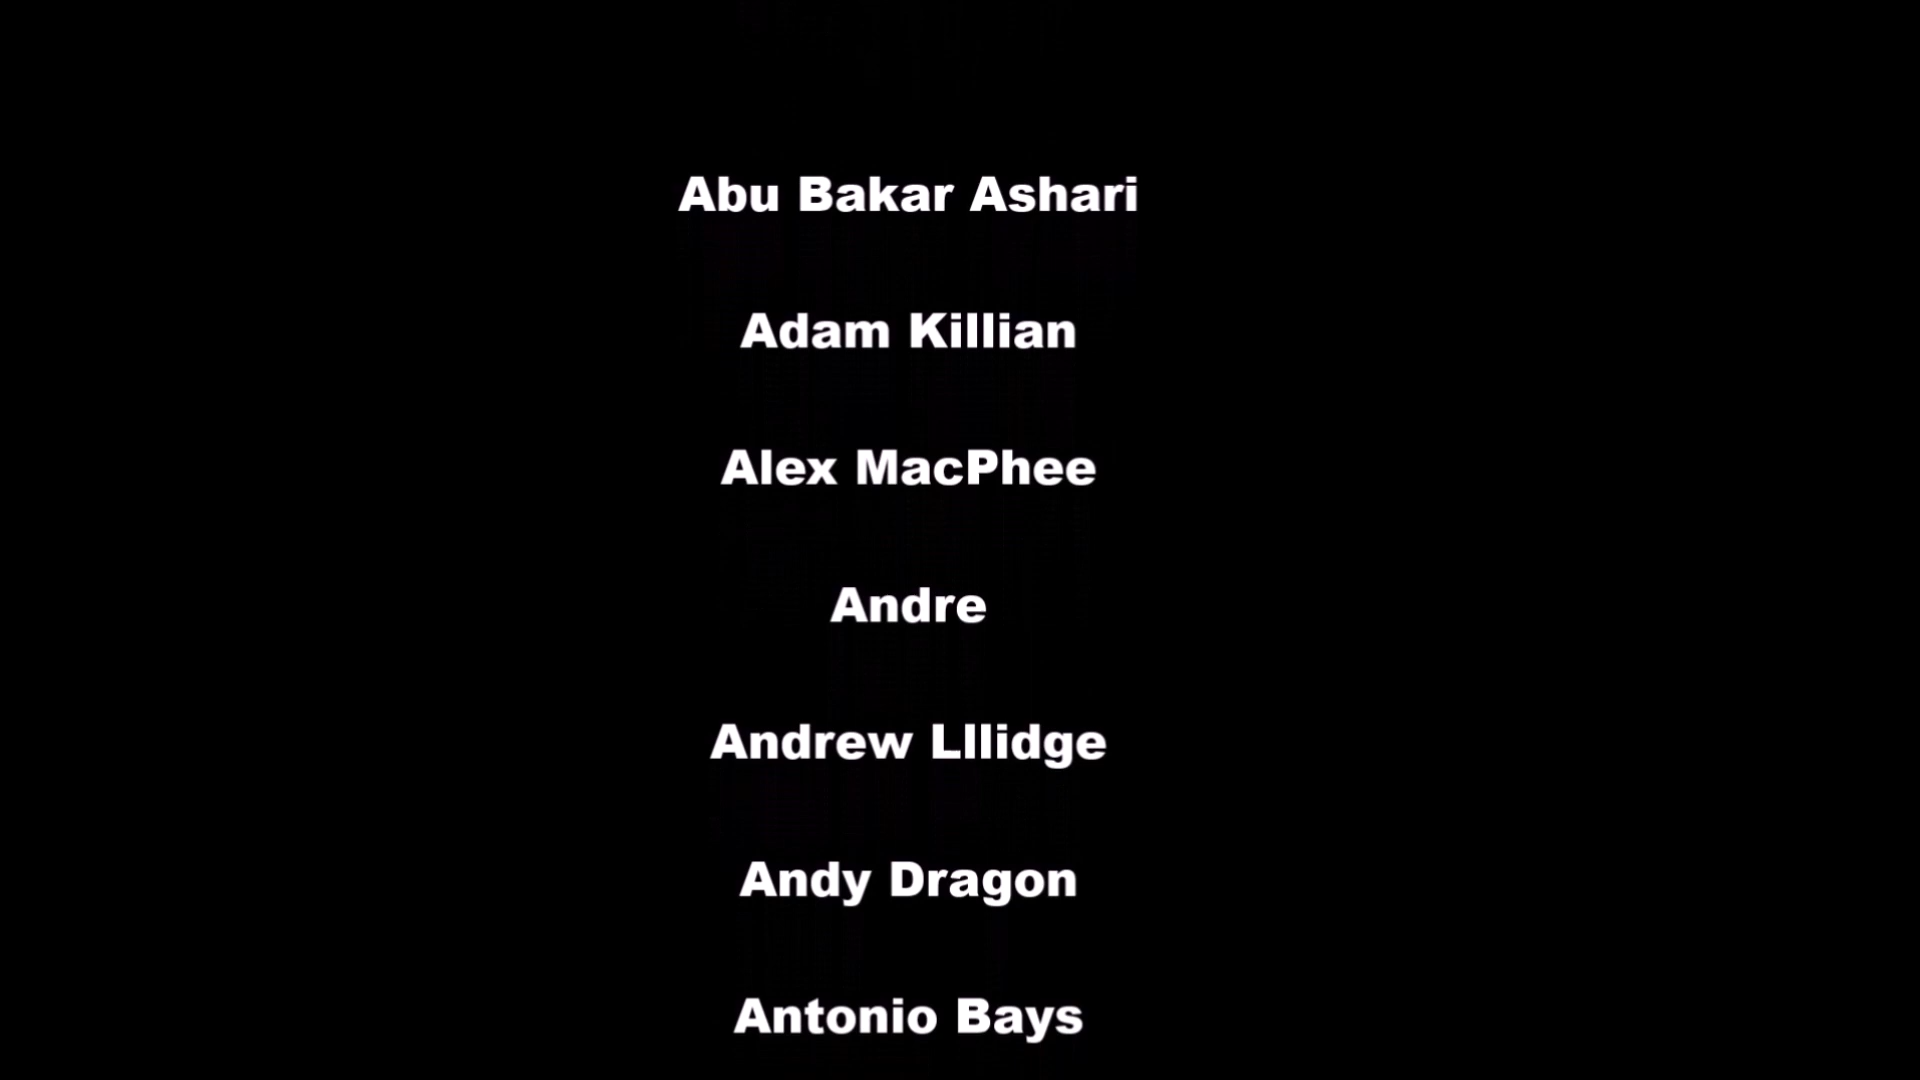 Abu Bakar Ashari
Adam Killian
Alex MacPhee
Andre
Andrew Lllidge
Andy Dragon
Antonio Bays